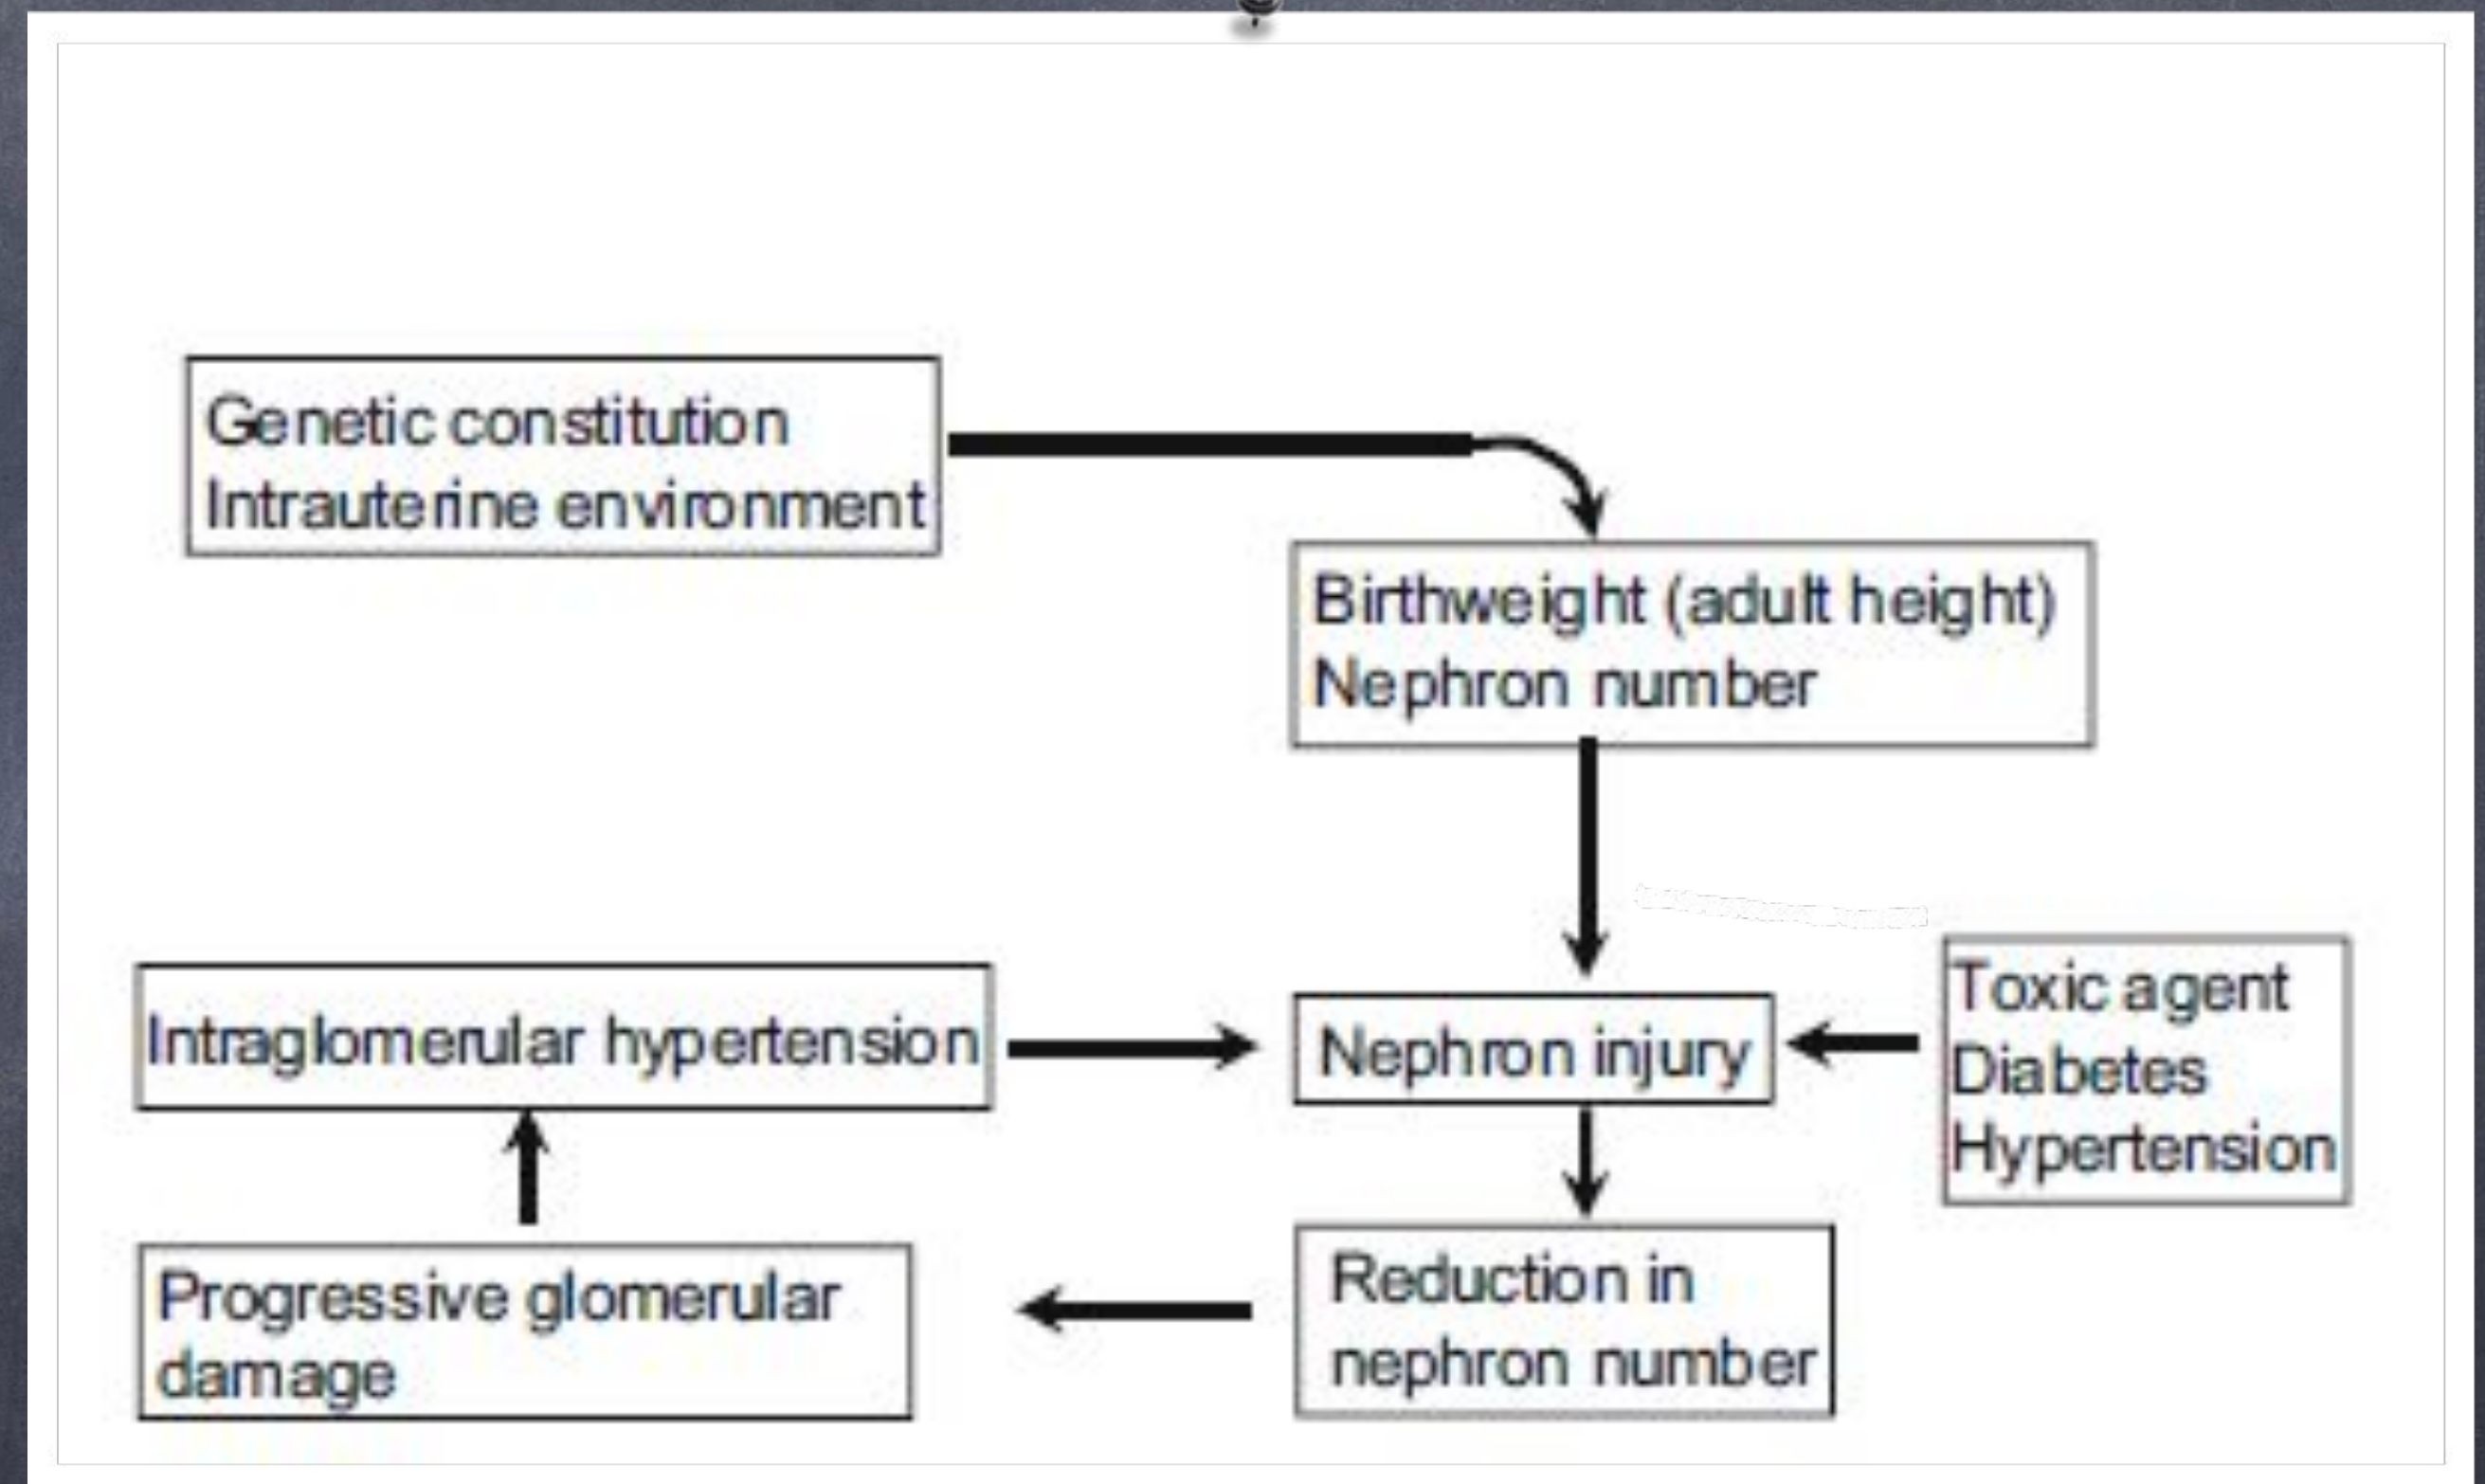 Genetic constitution
Intrauterine environment
Birthweight (adult height)
Nephron number
Intraglomerular hypertension
Nephron injury
Toxic agent
Diabetes
Hypertension
Progressive glomerular
damage
Reduction in
nephron number